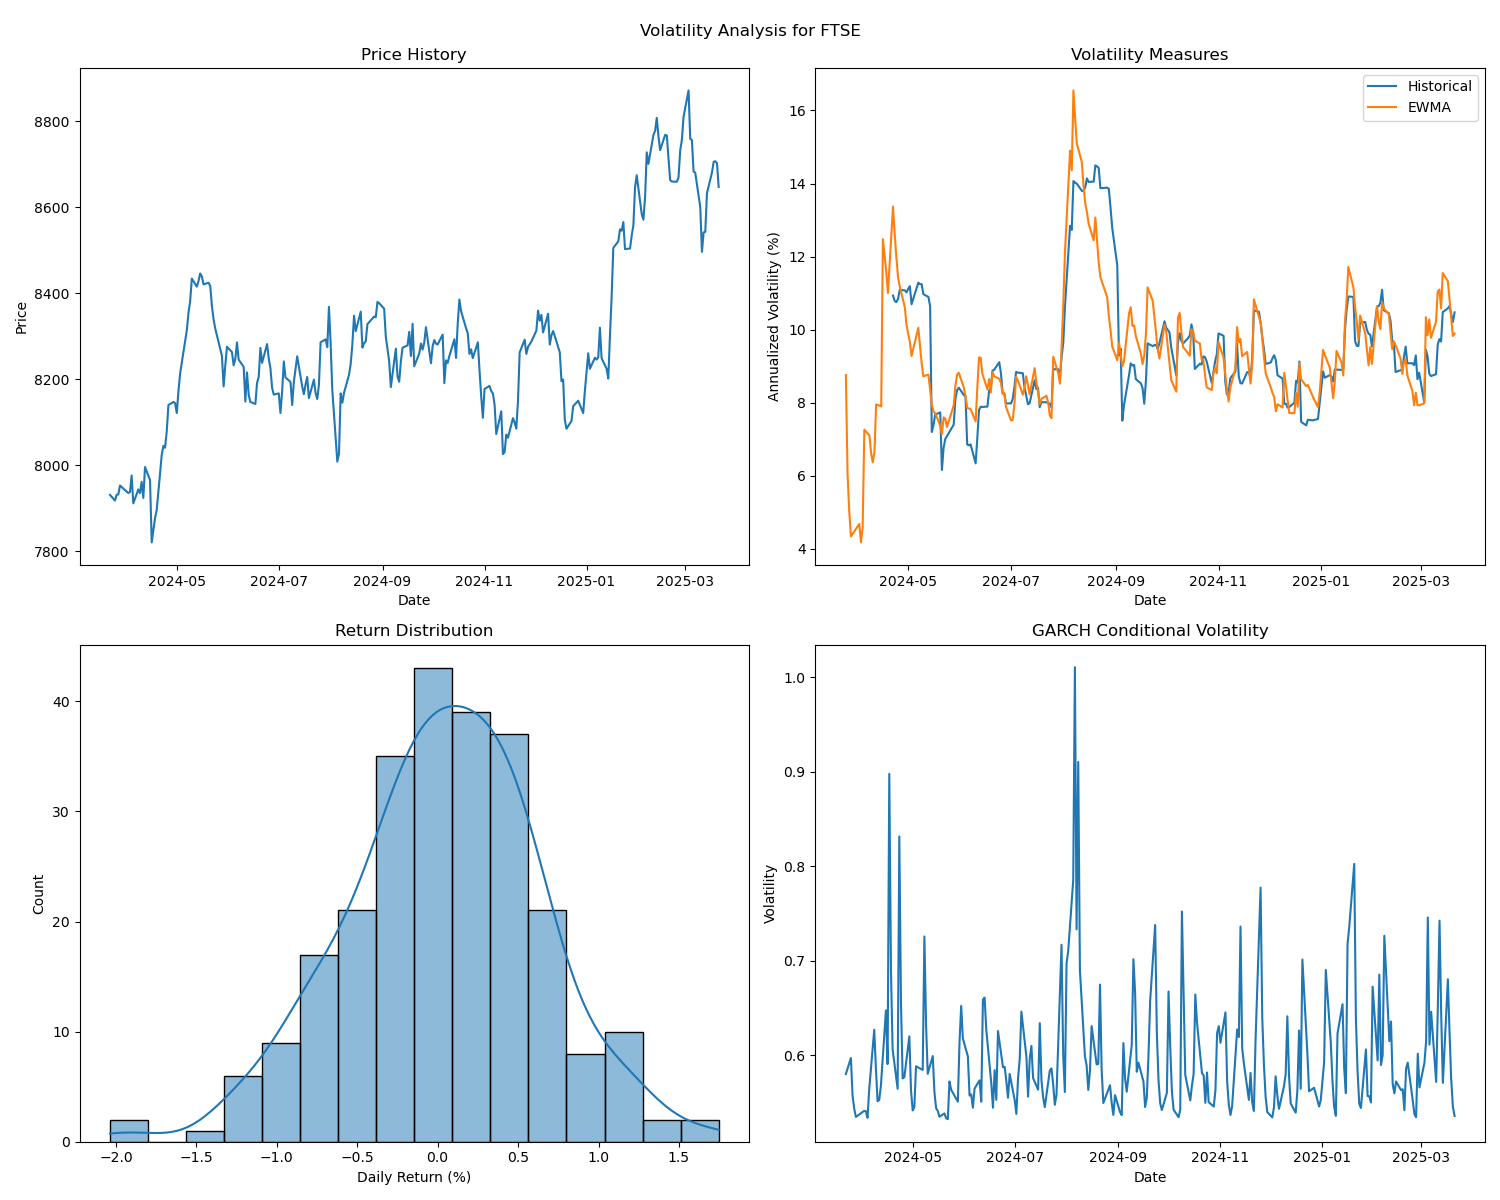 Volatility Analysis for FTSE
Price History
Price
8800
8600
8400
8200
8000
7800
2024-05 2024-07 2024-09 2024-11 2025-01 2025-03
Date
Volatility Measures
Historical
EWMA
Annualized Volatility (%)
16
14
12
10
8
6
4
2024-05 2024-07 2024-09 2024-11 2025-01 2025-03
Date
Return Distribution
Count
40
30
20
10
0
−2.0 −1.5 −1.0 −0.5 0.0 0.5 1.0 1.5
Daily Return (%)
GARCH Conditional Volatility
Volatility
1.0
0.9
0.8
0.7
0.6
2024-05 2024-07 2024-09 2024-11 2025-01 2025-03
Date